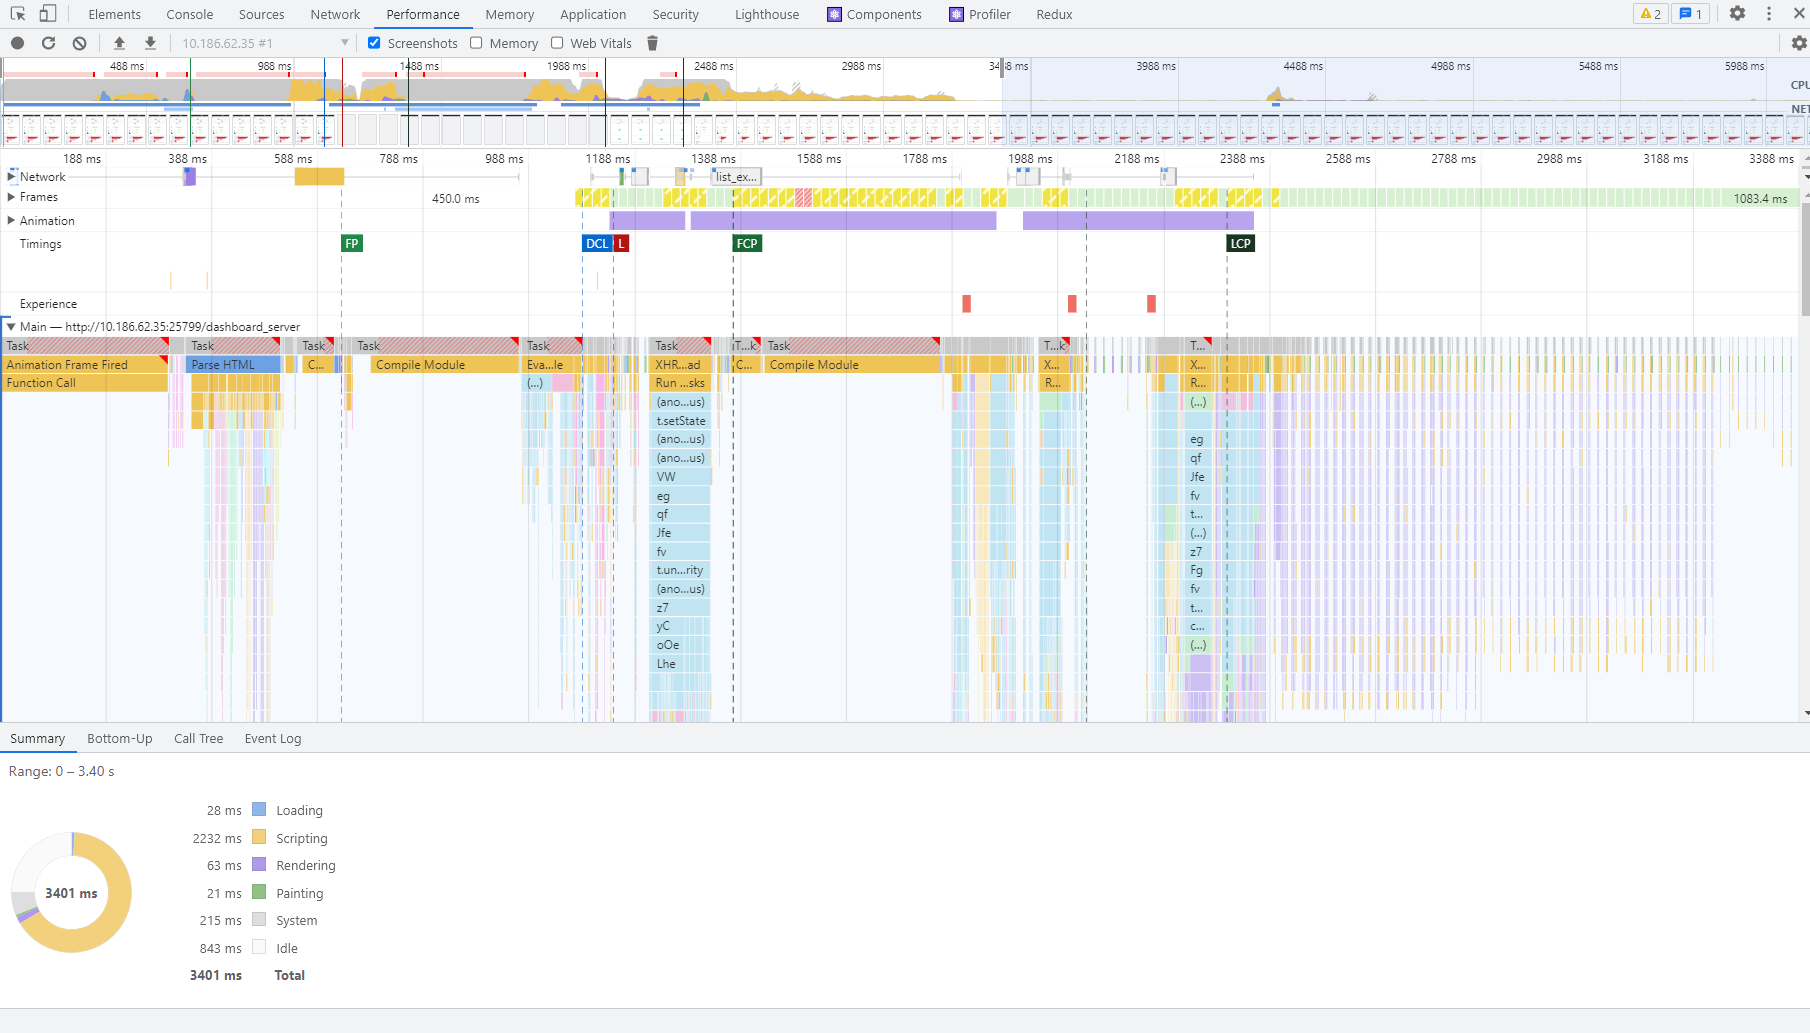 Elements Console Sources Network Performance Memory Application Security Lighthouse Components Profiler Redux 2 1
10.186.62.35 #1 Screenshots Memory Web Vitals
488 ms 988 ms 1488 ms 1988 ms 2488 ms 2988 ms 3488 ms 3988 ms 4488 ms 4988 ms 5488 ms 5988 ms
CPU
NET
188 ms 388 ms 588 ms 788 ms 988 ms 1188 ms 1388 ms 1588 ms 1788 ms 1988 ms 2188 ms 2388 ms 2588 ms 2788 ms 2988 ms 3188 ms 3388 ms
Network list_ex...
Frames 450.0 ms 1083.4 ms
Animation
Timings FP DCL L FCP LCP
Experience
Main — http://10.186.62.35:25799/dashboard_server
Task Task Task Task Task Task T...k Task T...k T...
Animation Frame Fired Parse HTML C... Compile Module Eva...le XHR...ad C... Compile Module X... X...
Function Call (...) Run ...sks R... R...
(ano...us) (...)
t.setState
(ano...us) eg
(ano...us) qf
VW Jfe
eg fv
qf t...
Jfe (...)
fv z7
t.un...rity Fg
(ano...us) fv
z7 t...
yC c...
oOe (...)
Lhe
Summary Bottom-Up Call Tree Event Log
Range: 0 – 3.40 s
28 ms Loading
2232 ms Scripting
63 ms Rendering
3401 ms
21 ms Painting
215 ms System
843 ms Idle
3401 ms Total